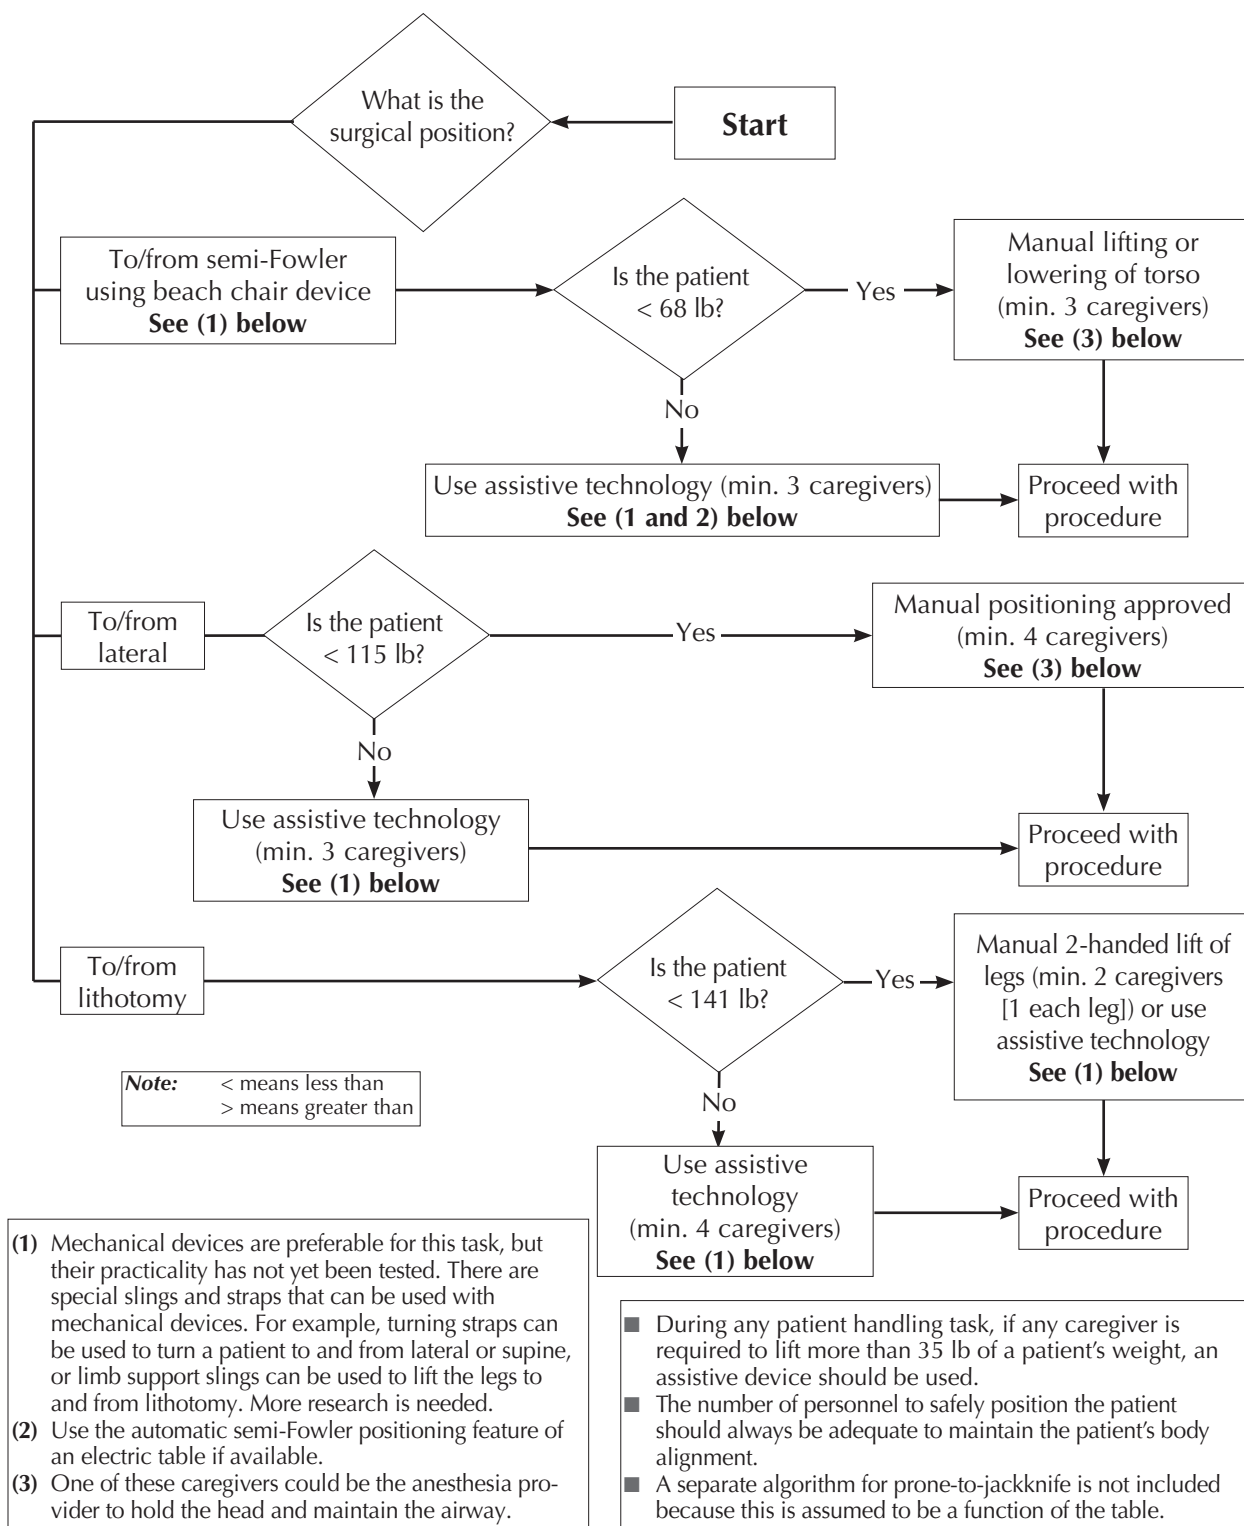 What is the
surgical position?
Start
To/from semi-Fowler
using beach chair device
See (1) below
Is the patient
< 68 lb?
Yes
Manual lifting or
lowering of torso
(min. 3 caregivers)
See (3) below
No
Use assistive technology (min. 3 caregivers)
See (1 and 2) below
Proceed with
procedure
To/from
lateral
Is the patient
< 115 lb?
Yes
Manual positioning approved
(min. 4 caregivers)
See (3) below
No
Use assistive technology
(min. 3 caregivers)
See (1) below
Proceed with
procedure
To/from
lithotomy
Is the patient
< 141 lb?
Yes
Manual 2-handed lift of
legs (min. 2 caregivers
[1 each leg]) or use
assistive technology
See (1) below
No
Use assistive
technology
(min. 4 caregivers)
See (1) below
Proceed with
procedure
Note: < means less than
> means greater than
(1) Mechanical devices are preferable for this task, but
their practicality has not yet been tested. There are
special slings and straps that can be used with
mechanical devices. For example, turning straps can
be used to turn a patient to and from lateral or supine,
or limb support slings can be used to lift the legs to
and from lithotomy. More research is needed.
(2) Use the automatic semi-Fowler positioning feature of
an electric table if available.
(3) One of these caregivers could be the anesthesia pro-
vider to hold the head and maintain the airway.
■ During any patient handling task, if any caregiver is
required to lift more than 35 lb of a patient's weight, an
assistive device should be used.
■ The number of personnel to safely position the patient
should always be adequate to maintain the patient's body
alignment.
■ A separate algorithm for prone-to-jackknife is not included
because this is assumed to be a function of the table.